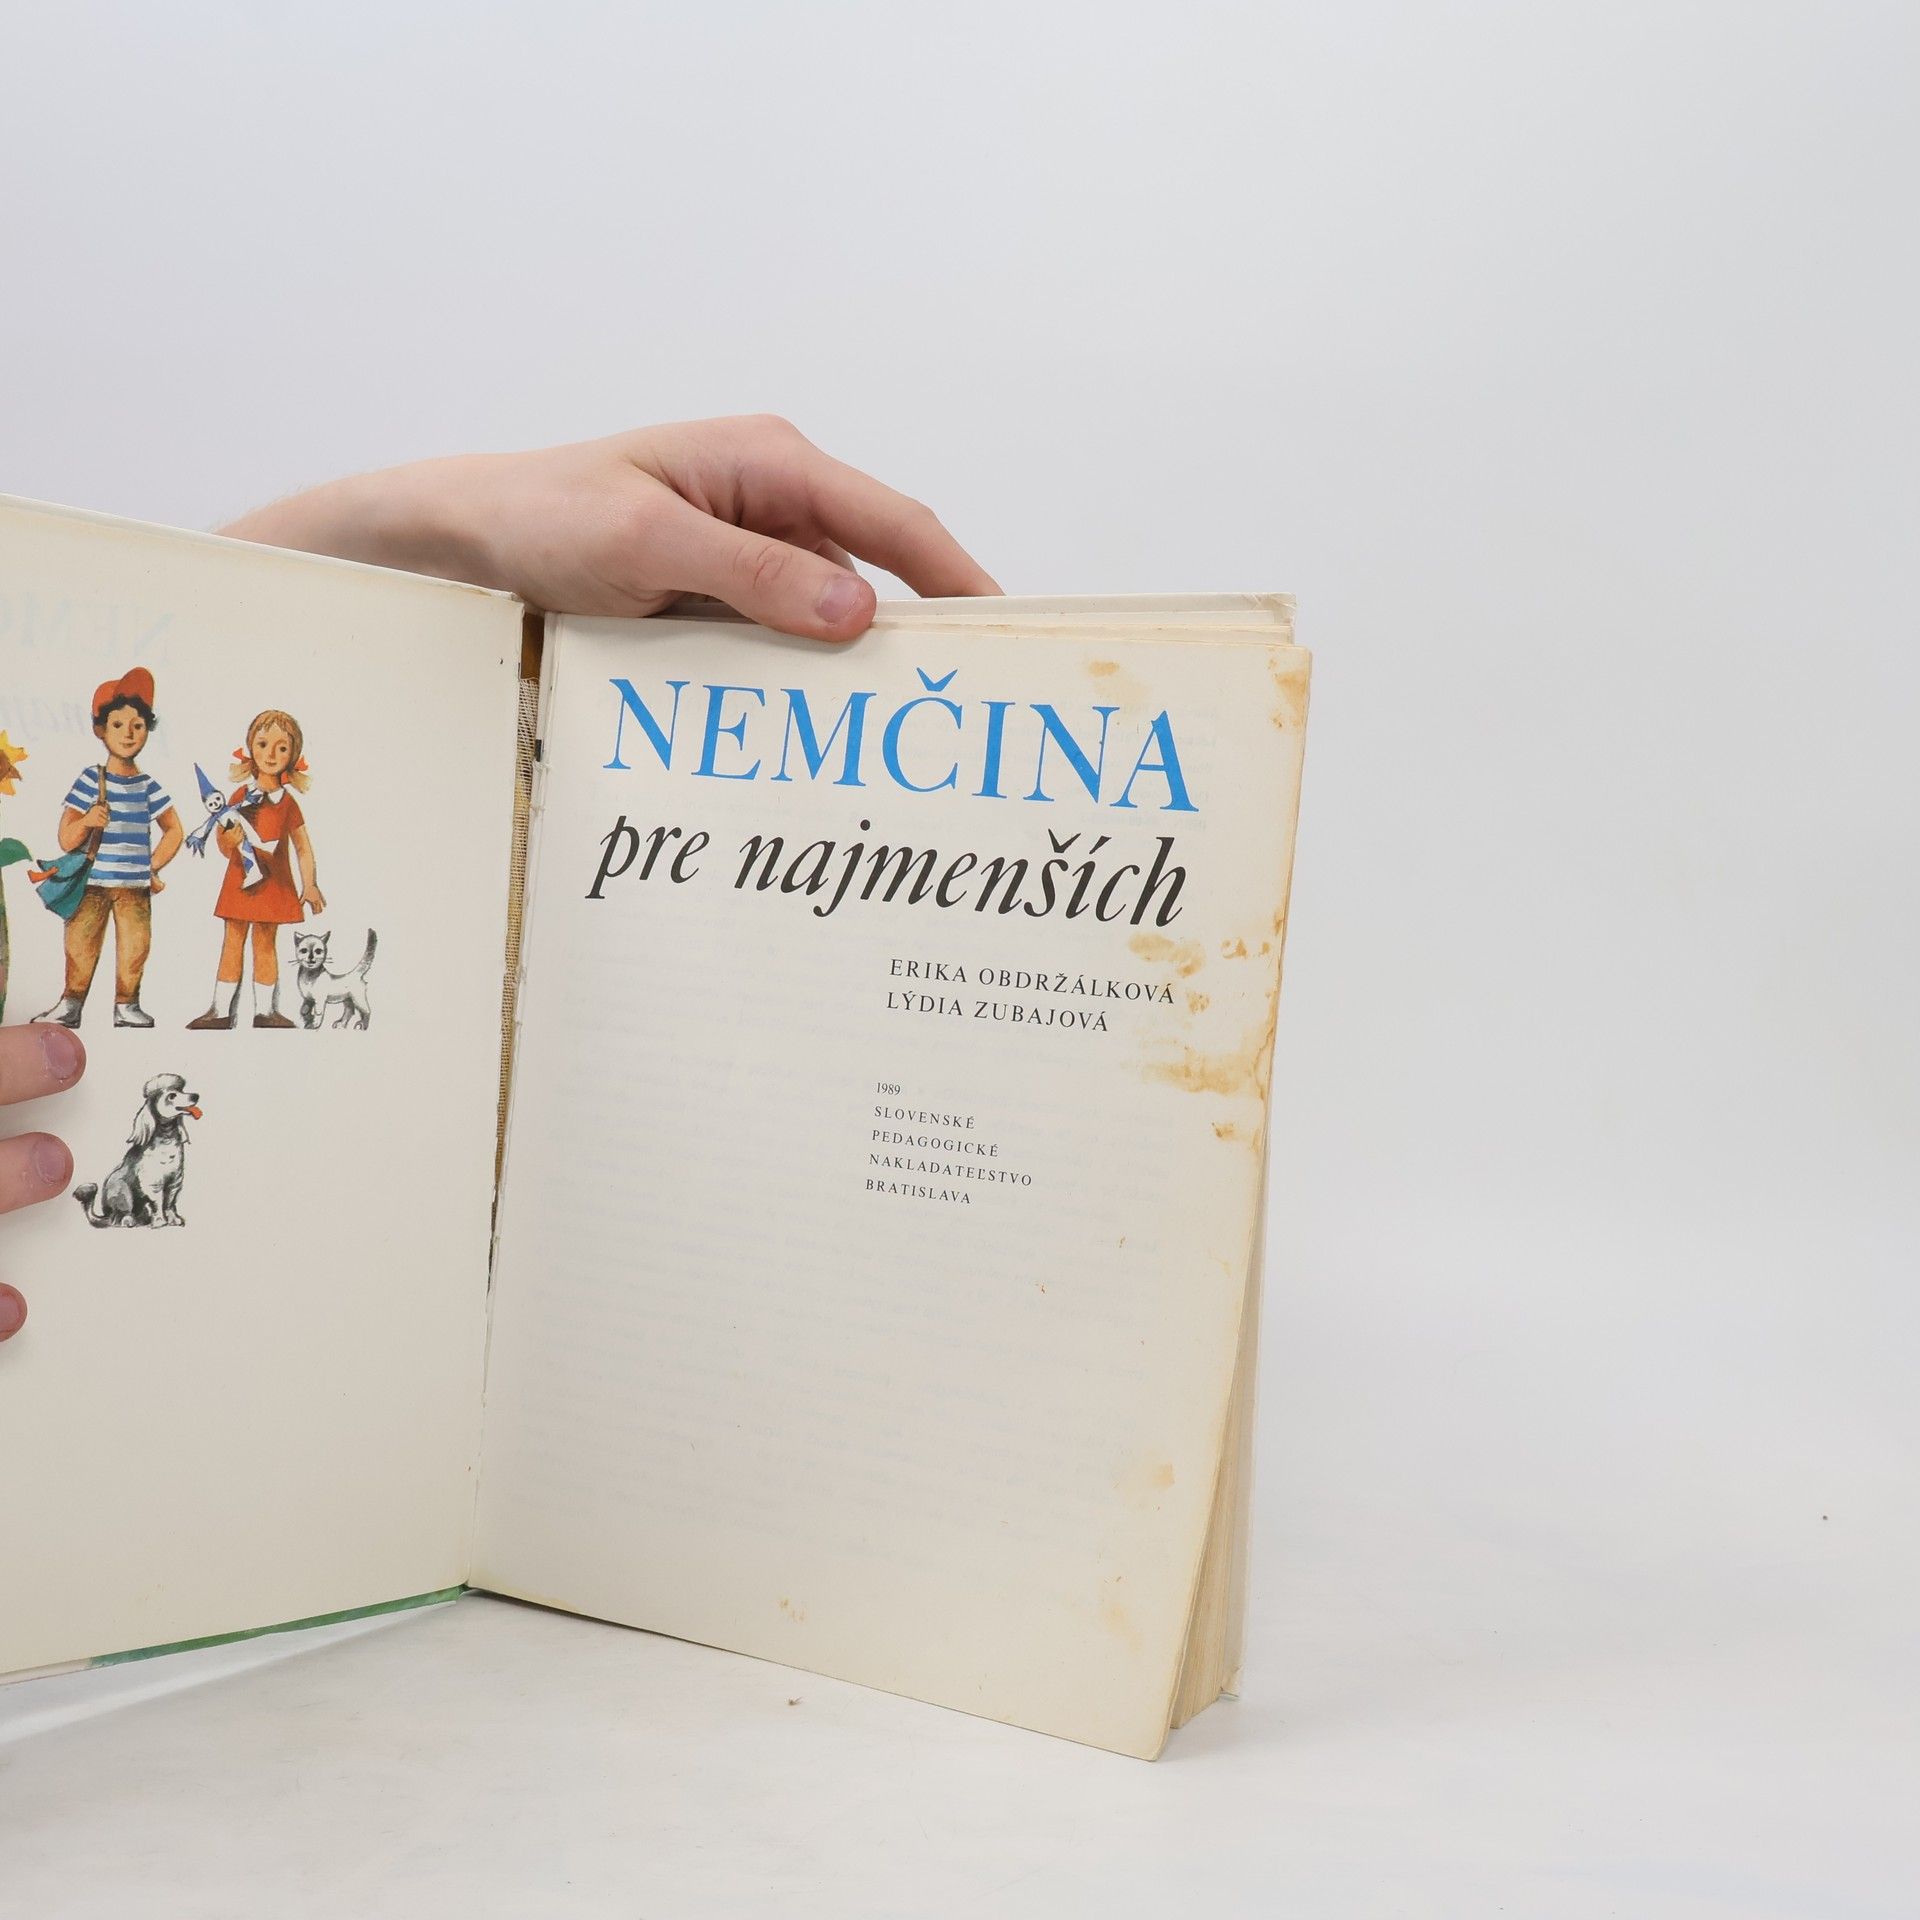 NEMČINA
pre najmenších
ERIKA OBDRŽÁLKOVÁ
LÝDIA ZUBAJOVÁ
1989
SLOVENSKÉ
PEDAGOGICKÉ
NAKLADATEĽSTVO
BRATISLAVA